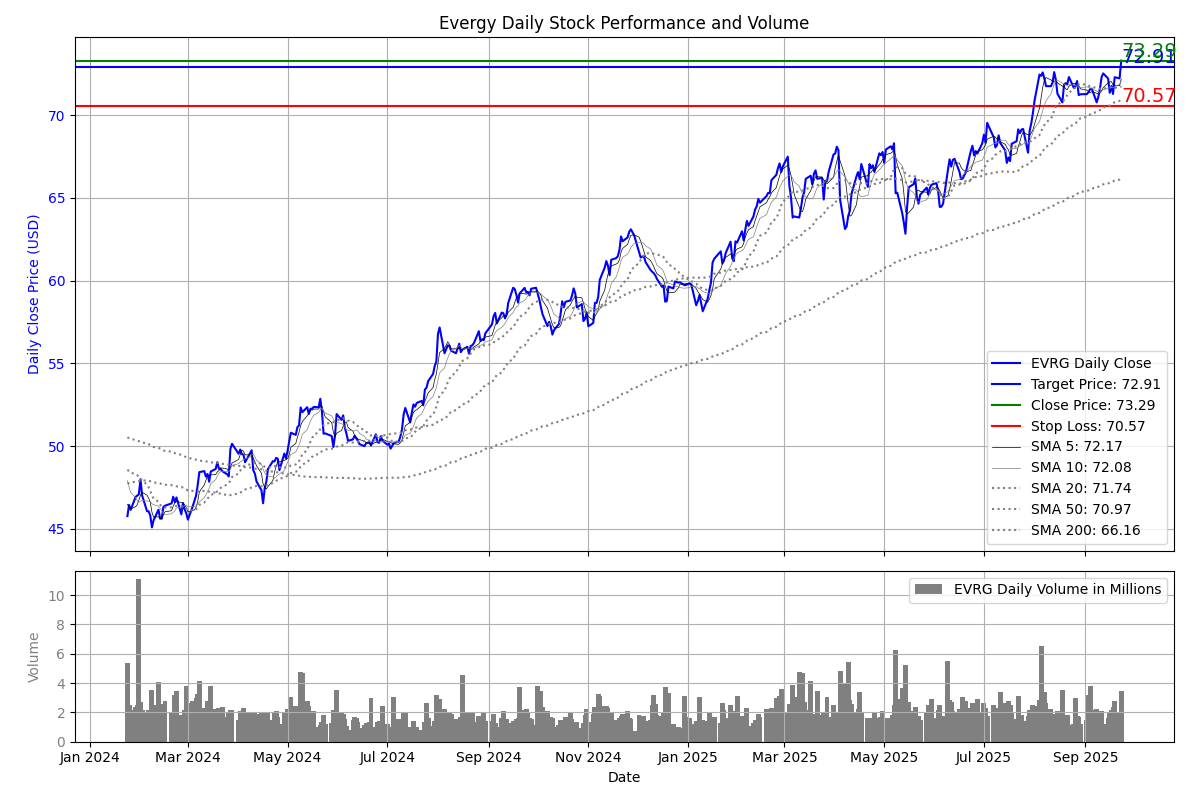 Evergy Daily Stock Performance and Volume
73.29
72.91
70.57
70
65
60
55
50
45
Daily Close Price (USD)
EVRG Daily Close
Target Price: 72.91
Close Price: 73.29
Stop Loss: 70.57
SMA 5: 72.17
SMA 10: 72.08
SMA 20: 71.74
SMA 50: 70.97
SMA 200: 66.16
EVRG Daily Volume in Millions
10
8
6
4
2
0
Volume
Jan 2024 Mar 2024 May 2024 Jul 2024 Sep 2024 Nov 2024 Jan 2025 Mar 2025 May 2025 Jul 2025 Sep 2025
Date